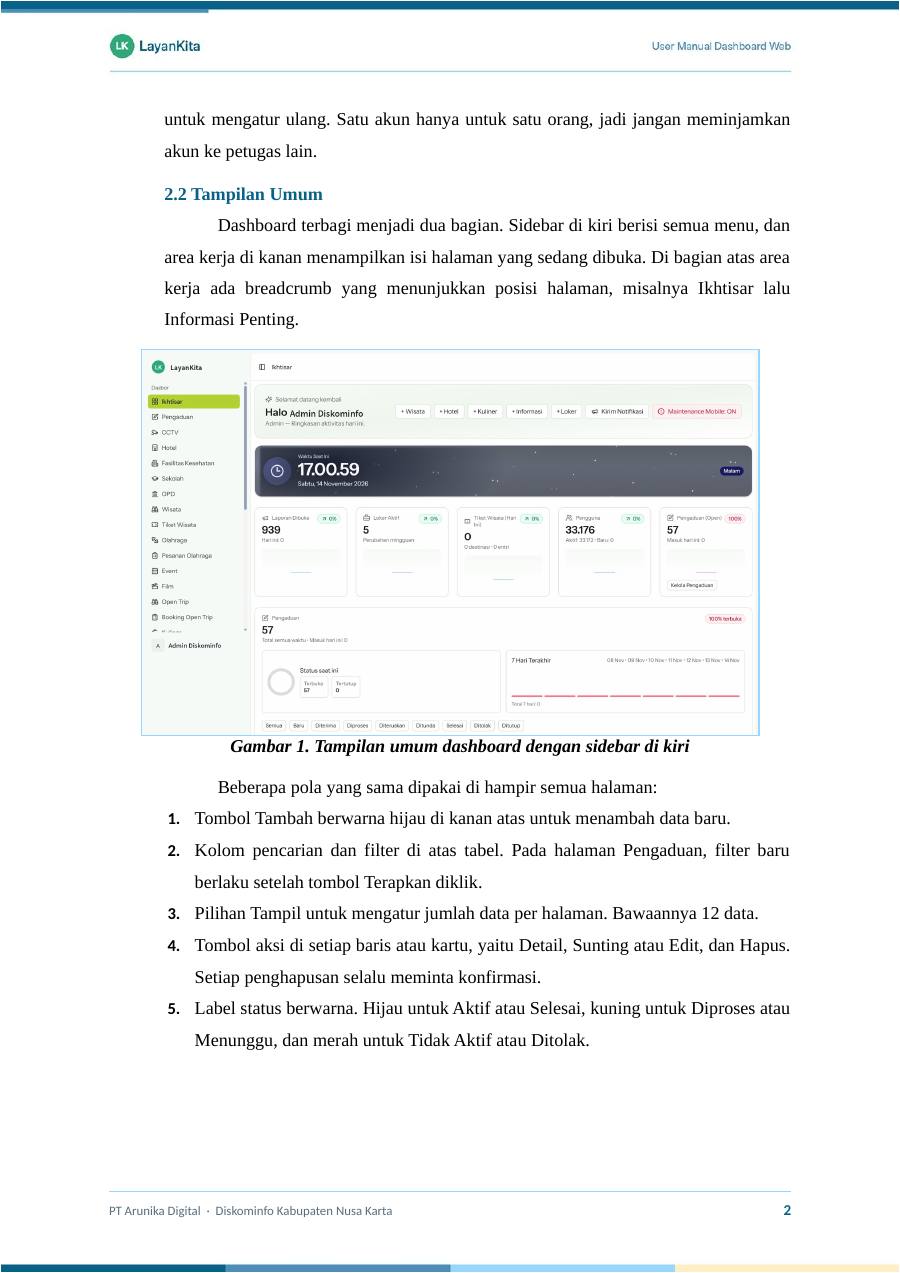 LK LayanKita
User Manual Dashboard Web
untuk mengatur ulang. Satu akun hanya untuk satu orang, jadi jangan meminjamkan
akun ke petugas lain.
2.2 Tampilan Umum
Dashboard terbagi menjadi dua bagian. Sidebar di kiri berisi semua menu, dan
area kerja di kanan menampilkan isi halaman yang sedang dibuka. Di bagian atas area
kerja ada breadcrumb yang menunjukkan posisi halaman, misalnya Ikhtisar lalu
Informasi Penting.
LK LayanKita
Dasbor
Ikhtisar
Pengaduan
CCTV
Hotel
Fasilitas Kesehatan
Sekolah
OPD
Wisata
Tiket Wisata
Olahraga
Pesanan Olahraga
Event
Film
Open Trip
Booking Open Trip
A Admin Diskominfo
Ikhtisar
Selamat datang kembali
Halo Admin Diskominfo
Admin — Ringkasan aktivitas hari ini.
+ Wisata
+ Hotel
+ Kuliner
+ Informasi
+ Loker
Kirim Notifikasi
Maintenance Mobile: ON
Waktu Saat Ini
17.00.59
Sabtu, 14 November 2026
Malam
Laporan Dibuka
0%
939
Hari ini: 0
Loker Aktif
0%
5
Perubahan mingguan
Tiket Wisata (Hari Ini)
0%
0
0 destinasi · 0 entri
Pengguna
0%
33.176
Aktif: 33.173 · Baru: 0
Pengaduan (Open)
100%
57
Masuk hari ini: 0
Kelola Pengaduan
Pengaduan
100% terbuka
57
Total semua waktu · Masuk hari ini: 0
Status saat ini
Terbuka
57
Tertutup
0
7 Hari Terakhir
08 Nov • 09 Nov • 10 Nov • 11 Nov • 12 Nov • 13 Nov • 14 Nov
Total 7 hari: 0
Semua
Baru
Diterima
Diproses
Diteruskan
Ditunda
Selesai
Ditolak
Ditutup
Gambar 1. Tampilan umum dashboard dengan sidebar di kiri
Beberapa pola yang sama dipakai di hampir semua halaman:
1. Tombol Tambah berwarna hijau di kanan atas untuk menambah data baru.
2. Kolom pencarian dan filter di atas tabel. Pada halaman Pengaduan, filter baru
berlaku setelah tombol Terapkan diklik.
3. Pilihan Tampil untuk mengatur jumlah data per halaman. Bawaannya 12 data.
4. Tombol aksi di setiap baris atau kartu, yaitu Detail, Sunting atau Edit, dan Hapus.
Setiap penghapusan selalu meminta konfirmasi.
5. Label status berwarna. Hijau untuk Aktif atau Selesai, kuning untuk Diproses atau
Menunggu, dan merah untuk Tidak Aktif atau Ditolak.
PT Arunika Digital · Diskominfo Kabupaten Nusa Karta
2